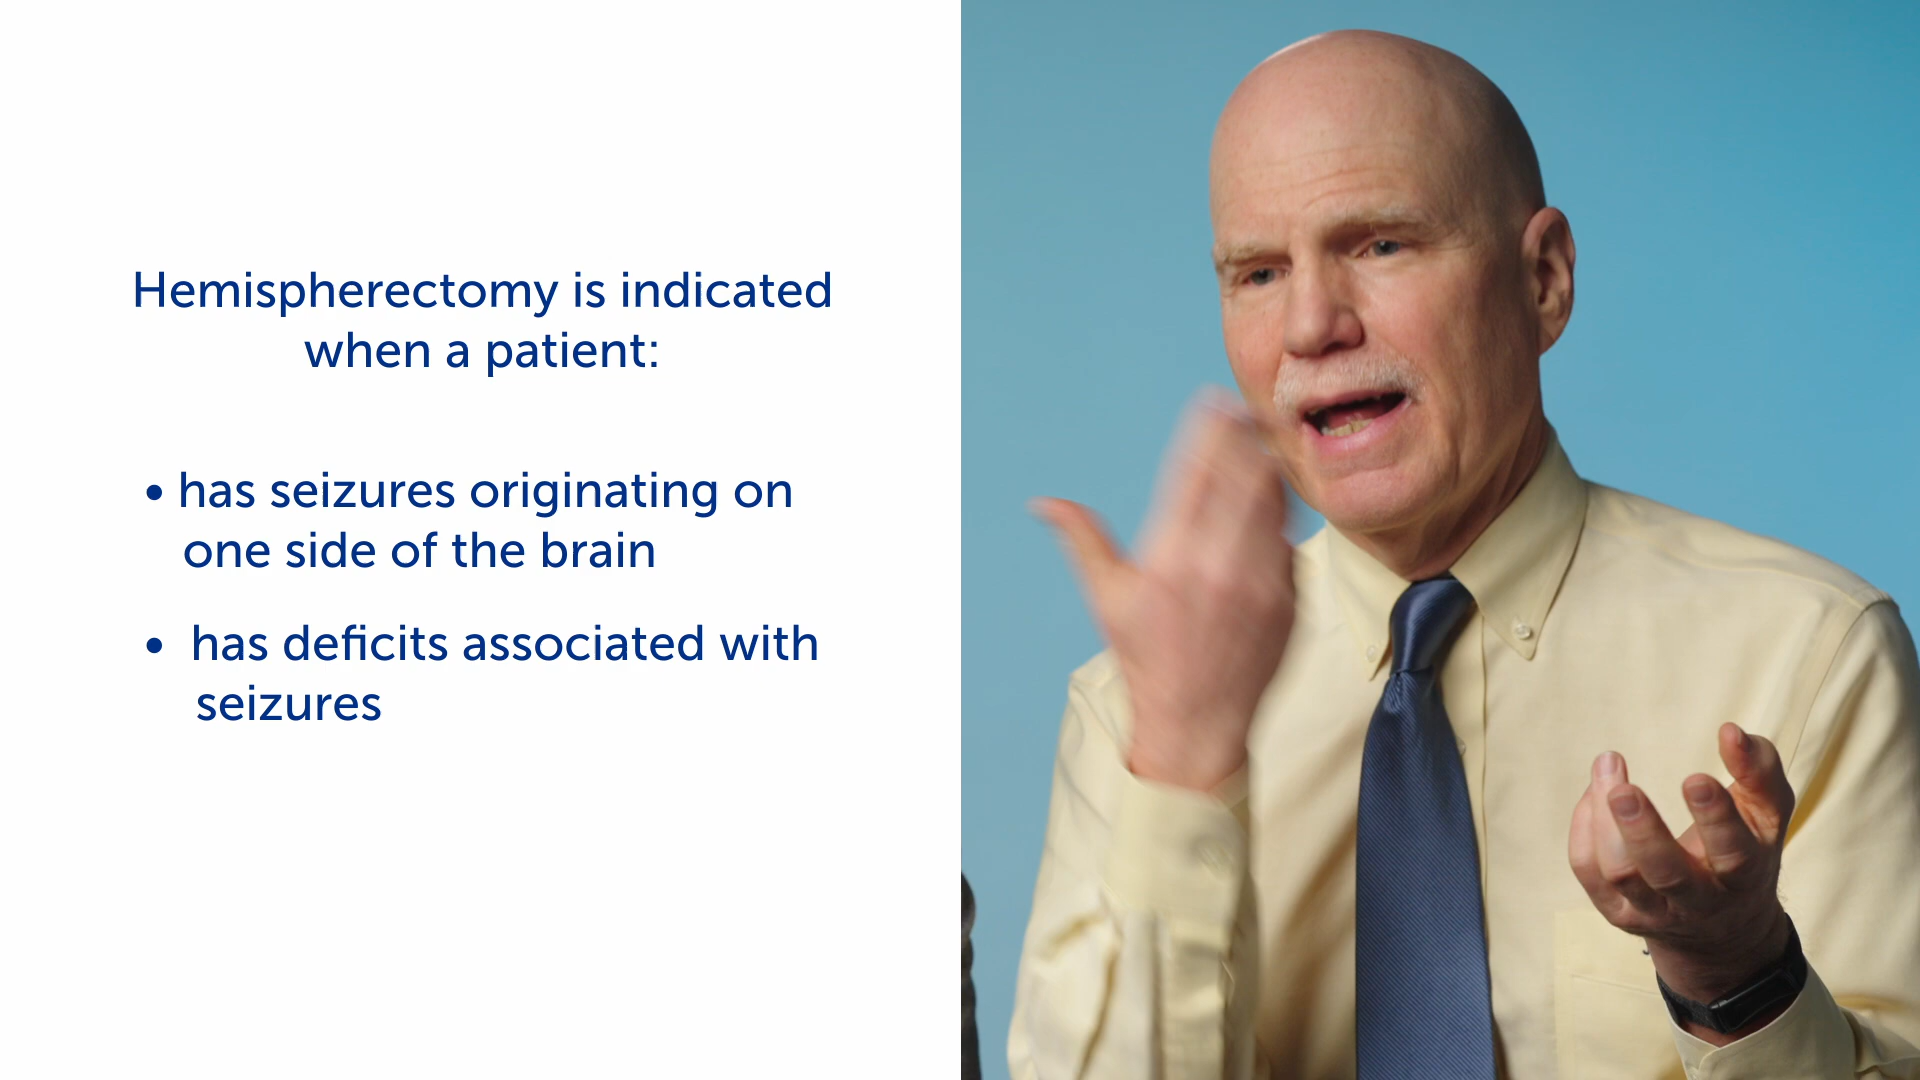 Hemispherectomy is indicated
when a patient:
• has seizures originating on
one side of the brain
• has deficits associated with
seizures